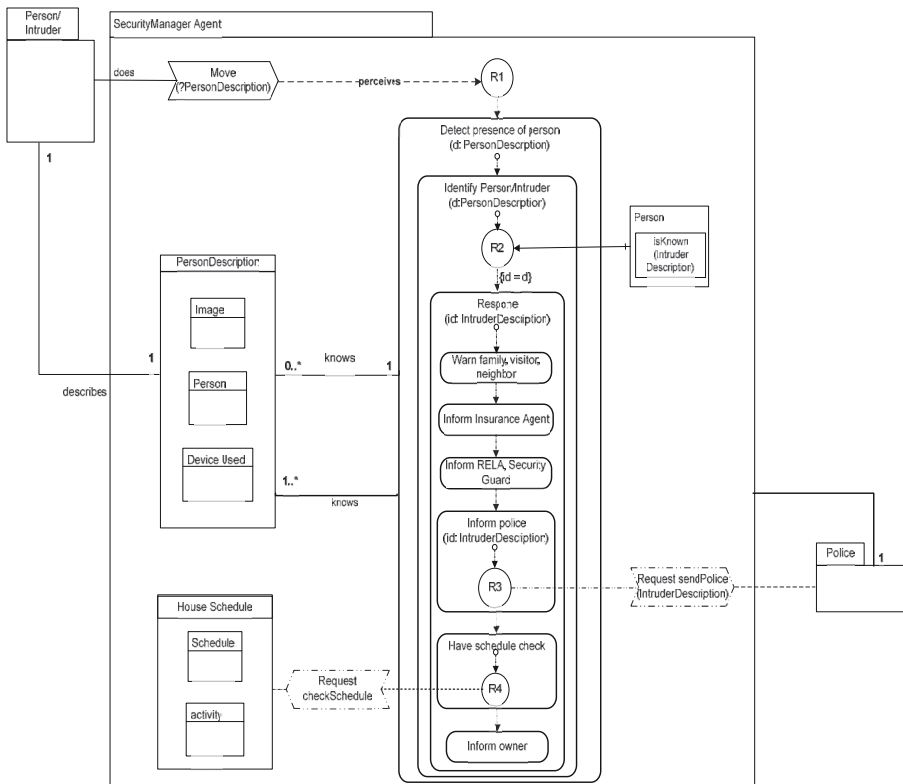 Person/
Intruder
SecurityManager Agent
does
Move
(?PersonDescription)
perceives
R1
1
Detect presence of person
(d: PersonDescrption)
Identify Person/Intruder
(d:PersonDescrption)
R2
Person
isKnown
(Intruder
Descriptor)
{id = d}
PersonDescription
Image
Person
Device Used
1
describes
0..*
knows
1
1..*
knows
Respone
(id: IntruderDescription)
Warn family, visitor,
neighbor
Inform Insurance Agent
Inform RELA, Security
Guard
Inform police
(id: IntruderDesciption)
R3
Request sendPolice
(IntruderDescription)
Police
1
House Schedule
Schedule
activity
Request
checkSchedule
Have schedule check
R4
Inform owner